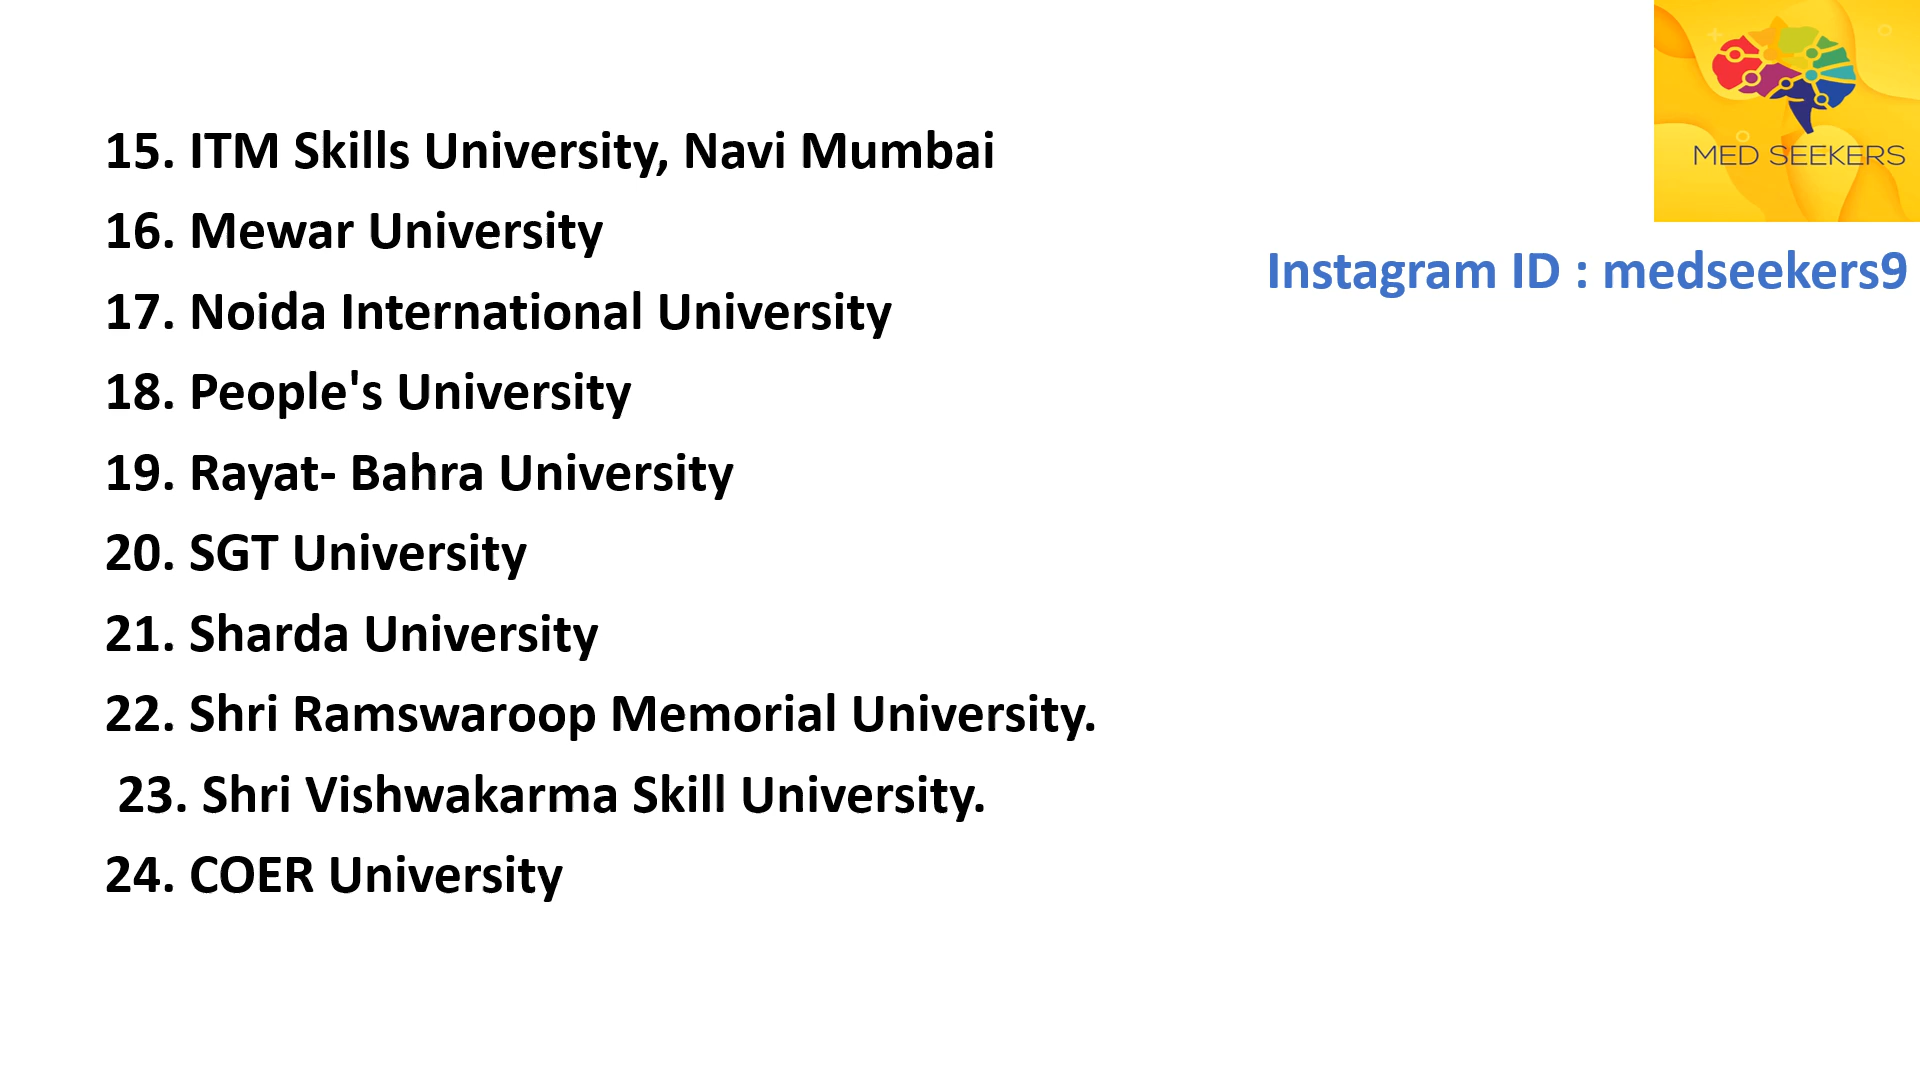 MED SEEKERS
Instagram ID : medseekers9
15. ITM Skills University, Navi Mumbai
16. Mewar University
17. Noida International University
18. People's University
19. Rayat- Bahra University
20. SGT University
21. Sharda University
22. Shri Ramswaroop Memorial University.
23. Shri Vishwakarma Skill University.
24. COER University